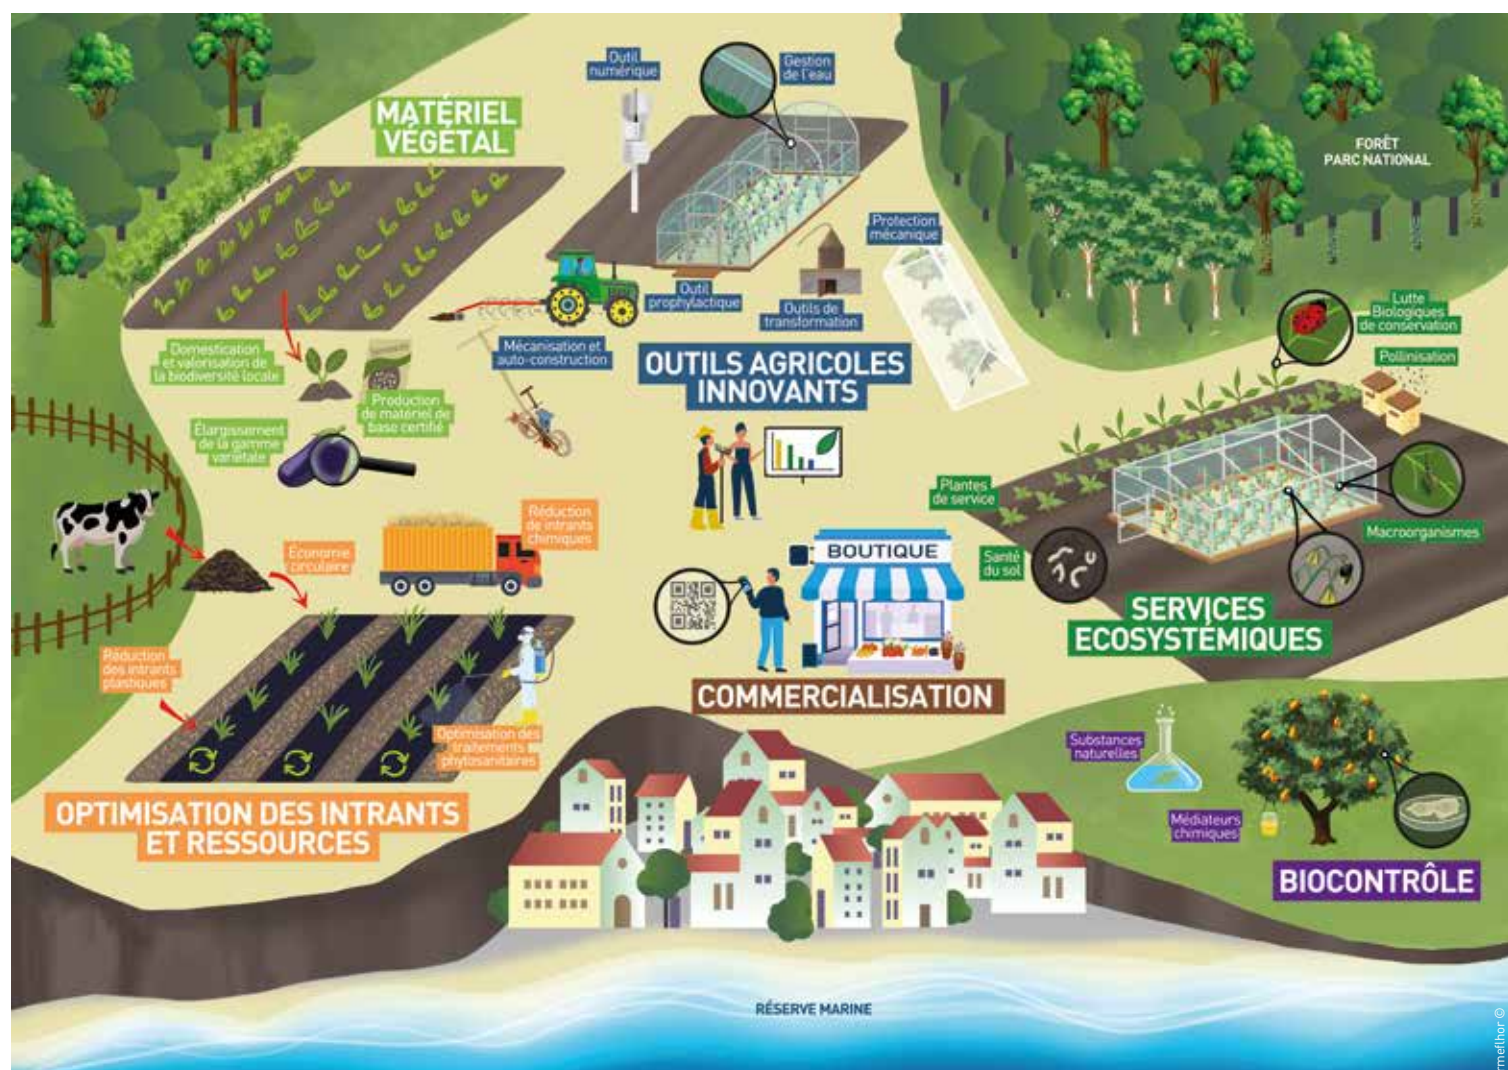 Outil
numérique
Gestion
de l'eau
MATÉRIEL
VÉGÉTAL
FORÊT
PARC NATIONAL
Protection
mécanique
Outil
prophylactique
Outils de
transformation
Mécanisation et
auto-construction
OUTILS AGRICOLES
INNOVANTS
Domestication
et valorisation de
la biodiversité locale
Production
de matériel de
base certifié
Élargissement
de la gamme
variétale
Lutte
Biologiques
de conservation
Pollinisation
Plantes
de service
Macroorganismes
Santé
du sol
SERVICES
ECOSYSTÉMIQUES
Réduction
de intrants
chimiques
Économie
circulaire
BOUTIQUE
COMMERCIALISATION
Réduction
des intrants
plastiques
Optimisation des
traitements
phytosanitaires
OPTIMISATION DES INTRANTS
ET RESSOURCES
Substances
naturelles
Médiateurs
chimiques
BIOCONTRÔLE
RÉSERVE MARINE
rmeflhor ©